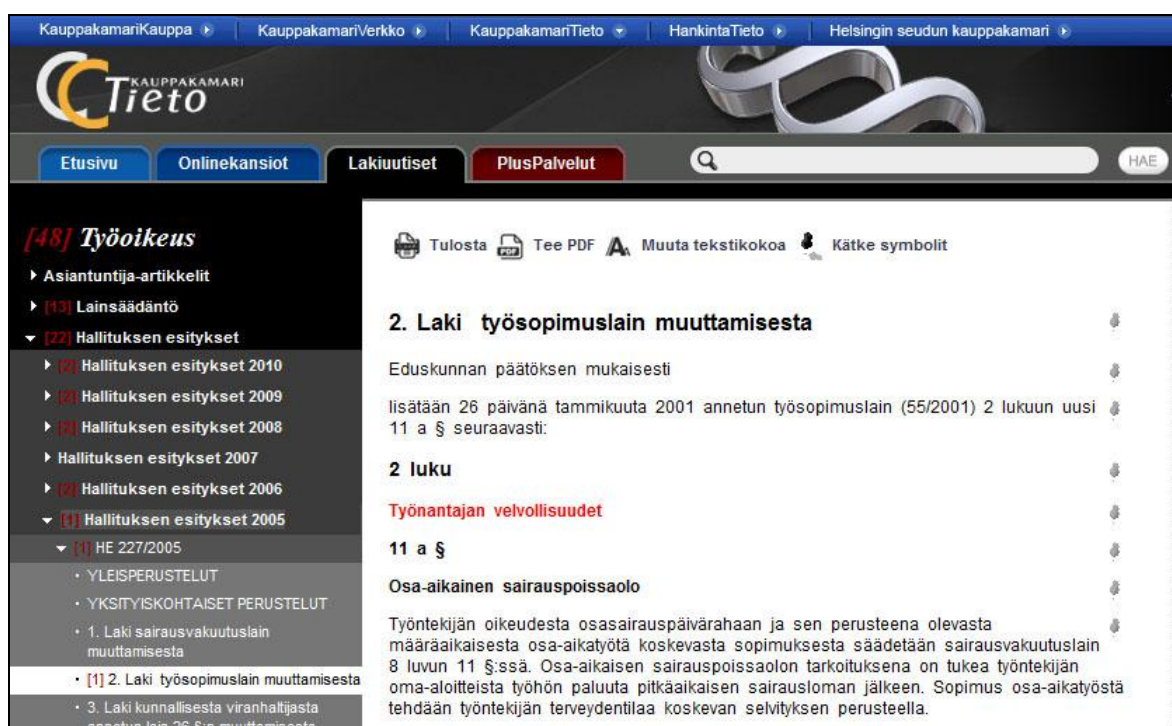 KauppakamariKauppa KauppakamariVerkko KauppakamariTieto HankintaTieto Helsingin seudun kauppakamari
KAUPPAKAMARI
Tieto
Etusivu Onlinekansiot Lakiuutiset PlusPalvelut HAE
[48] Työoikeus
Asiantuntija-artikkelit
[13] Lainsäädäntö
[22] Hallituksen esitykset
[2] Hallituksen esitykset 2010
[2] Hallituksen esitykset 2009
[2] Hallituksen esitykset 2008
Hallituksen esitykset 2007
[2] Hallituksen esitykset 2006
[1] Hallituksen esitykset 2005
[1] HE 227/2005
• YLEISPERUSTELUT
• YKSITYISKOHTAISET PERUSTELUT
• 1. Laki sairausvakuutuslain
muuttamisesta
• [1] 2. Laki työsopimuslain muuttamisesta
• 3. Laki kunnallisesta viranhaltijasta
annetun lain 26 §:n muuttamisesta
Tulosta Tee PDF Muuta tekstikokoa Kätke symbolit
2. Laki työsopimuslain muuttamisesta
Eduskunnan päätöksen mukaisesti
lisätään 26 päivänä tammikuuta 2001 annetun työsopimuslain (55/2001) 2 lukuun uusi
11 a § seuraavasti:
2 luku
Työnantajan velvollisuudet
11 a §
Osa-aikainen sairauspoissaolo
Työntekijän oikeudesta osasairauspäivärahaan ja sen perusteena olevasta
määräaikaisesta osa-aikatyötä koskevasta sopimuksesta säädetään sairausvakuutuslain
8 luvun 11 §:ssä. Osa-aikaisen sairauspoissaolon tarkoituksena on tukea työntekijän
oma-aloitteista työhön paluuta pitkäaikaisen sairausloman jälkeen. Sopimus osa-aikatyöstä
tehdään työntekijän terveydentilaa koskevan selvityksen perusteella.